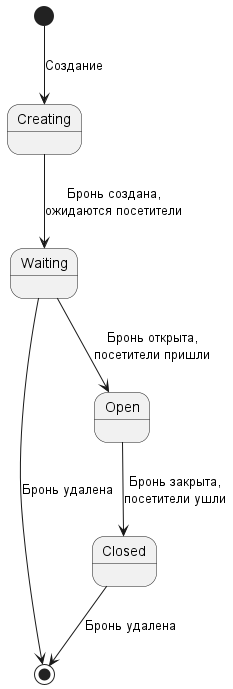 Создание
Creating
Бронь создана,
ожидаются посетители
Waiting
Бронь открыта,
посетители пришли
Open
Бронь удалена
Бронь закрыта,
посетители ушли
Closed
Бронь удалена